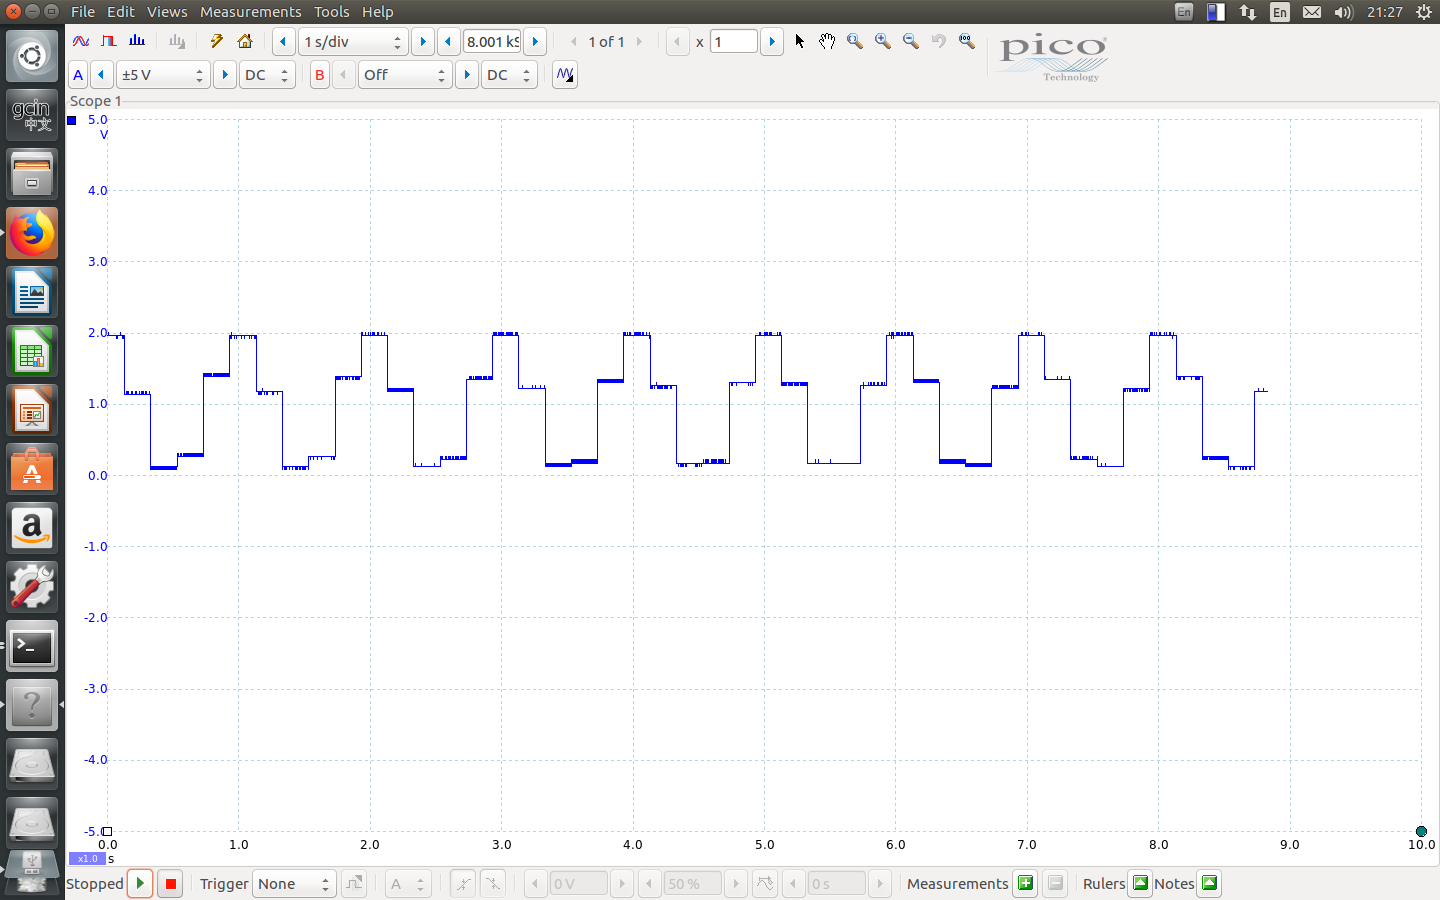 File Edit Views Measurements Tools Help
En
En
21:27
gcin
中文
1 s/div
8.001 kS
1 of 1
x
1
pico
Technology
A
±5 V
DC
B
Off
DC
Scope 1
5.0
V
4.0
3.0
2.0
1.0
0.0
-1.0
-2.0
-3.0
-4.0
-5.0
0.0 1.0 2.0 3.0 4.0 5.0 6.0 7.0 8.0 9.0 10.0
x1.0
s
Stopped
Trigger
None
A
0 V
50 %
0 s
Measurements
Rulers
Notes